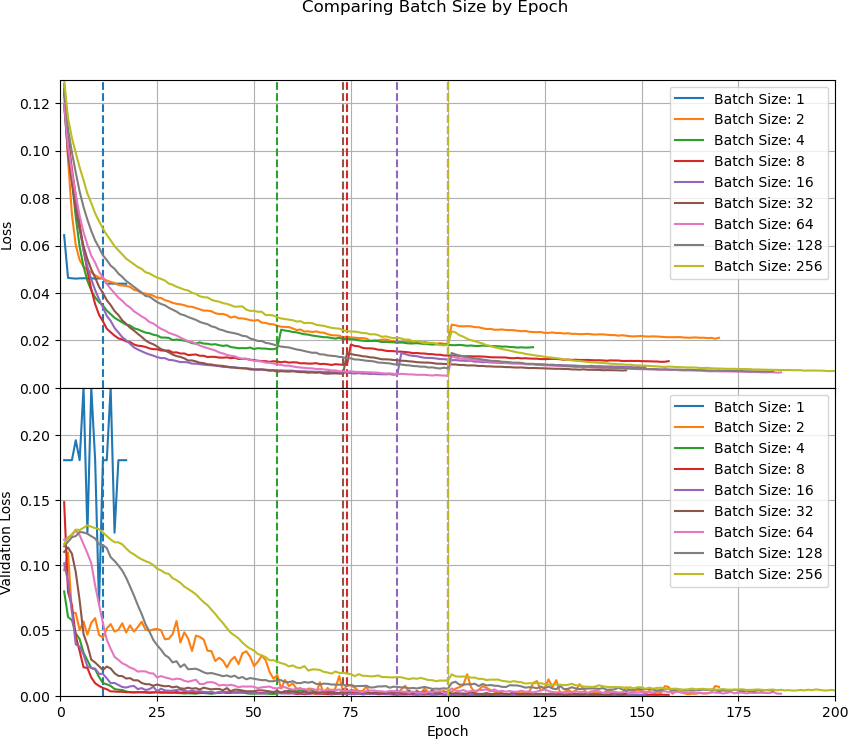 Comparing Batch Size by Epoch
0.12
0.10
0.08
0.06
0.04
0.02
0.00
Loss
Batch Size: 1
Batch Size: 2
Batch Size: 4
Batch Size: 8
Batch Size: 16
Batch Size: 32
Batch Size: 64
Batch Size: 128
Batch Size: 256
0.20
0.15
0.10
0.05
0.00
Validation Loss
Batch Size: 1
Batch Size: 2
Batch Size: 4
Batch Size: 8
Batch Size: 16
Batch Size: 32
Batch Size: 64
Batch Size: 128
Batch Size: 256
0 25 50 75 100 125 150 175 200
Epoch